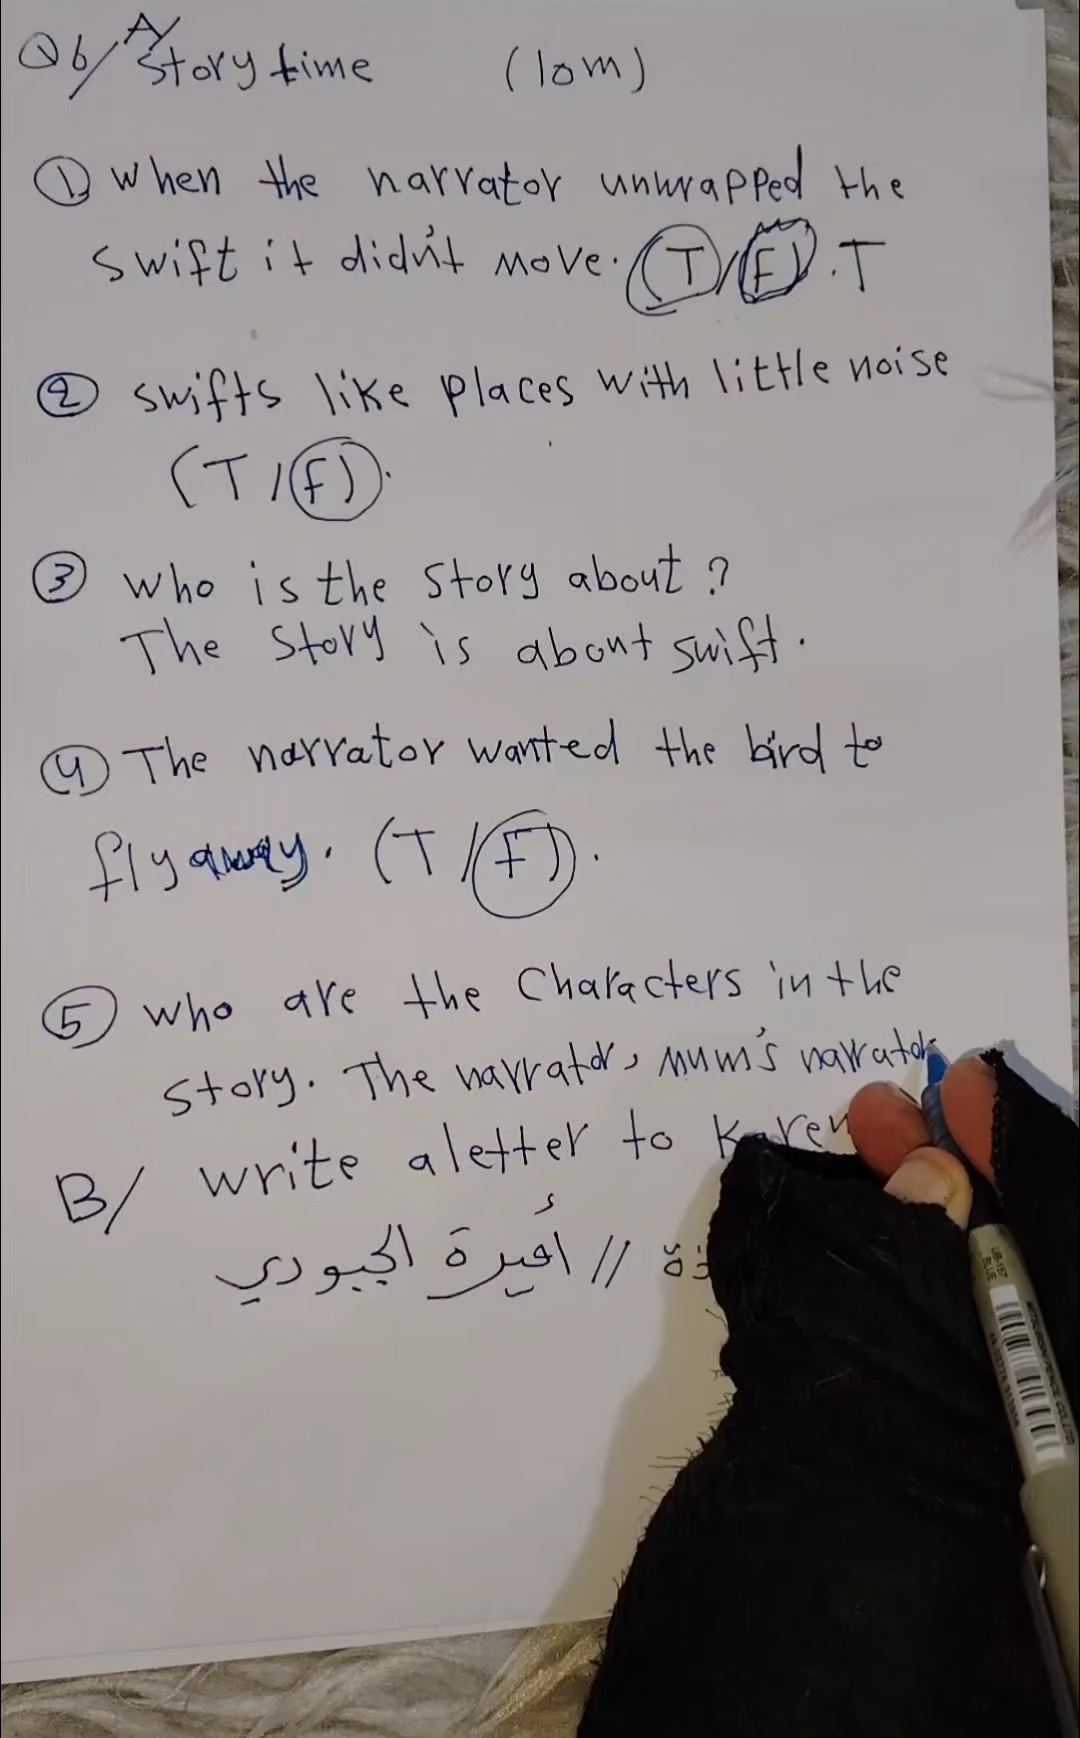 Q6/ A/ Story time (10m)
① When the narrator unwrapped the
swift it didn't move. (T/F). T
② swifts like places with little noise
(T/F).
③ Who is the story about?
The story is about swift.
④ The narrator wanted the bird to
fly away. (T/F).
⑤ Who are the characters in the
story. The narrator, mum's narrator
B/ write a letter to Karen
// أميرة الجبودي